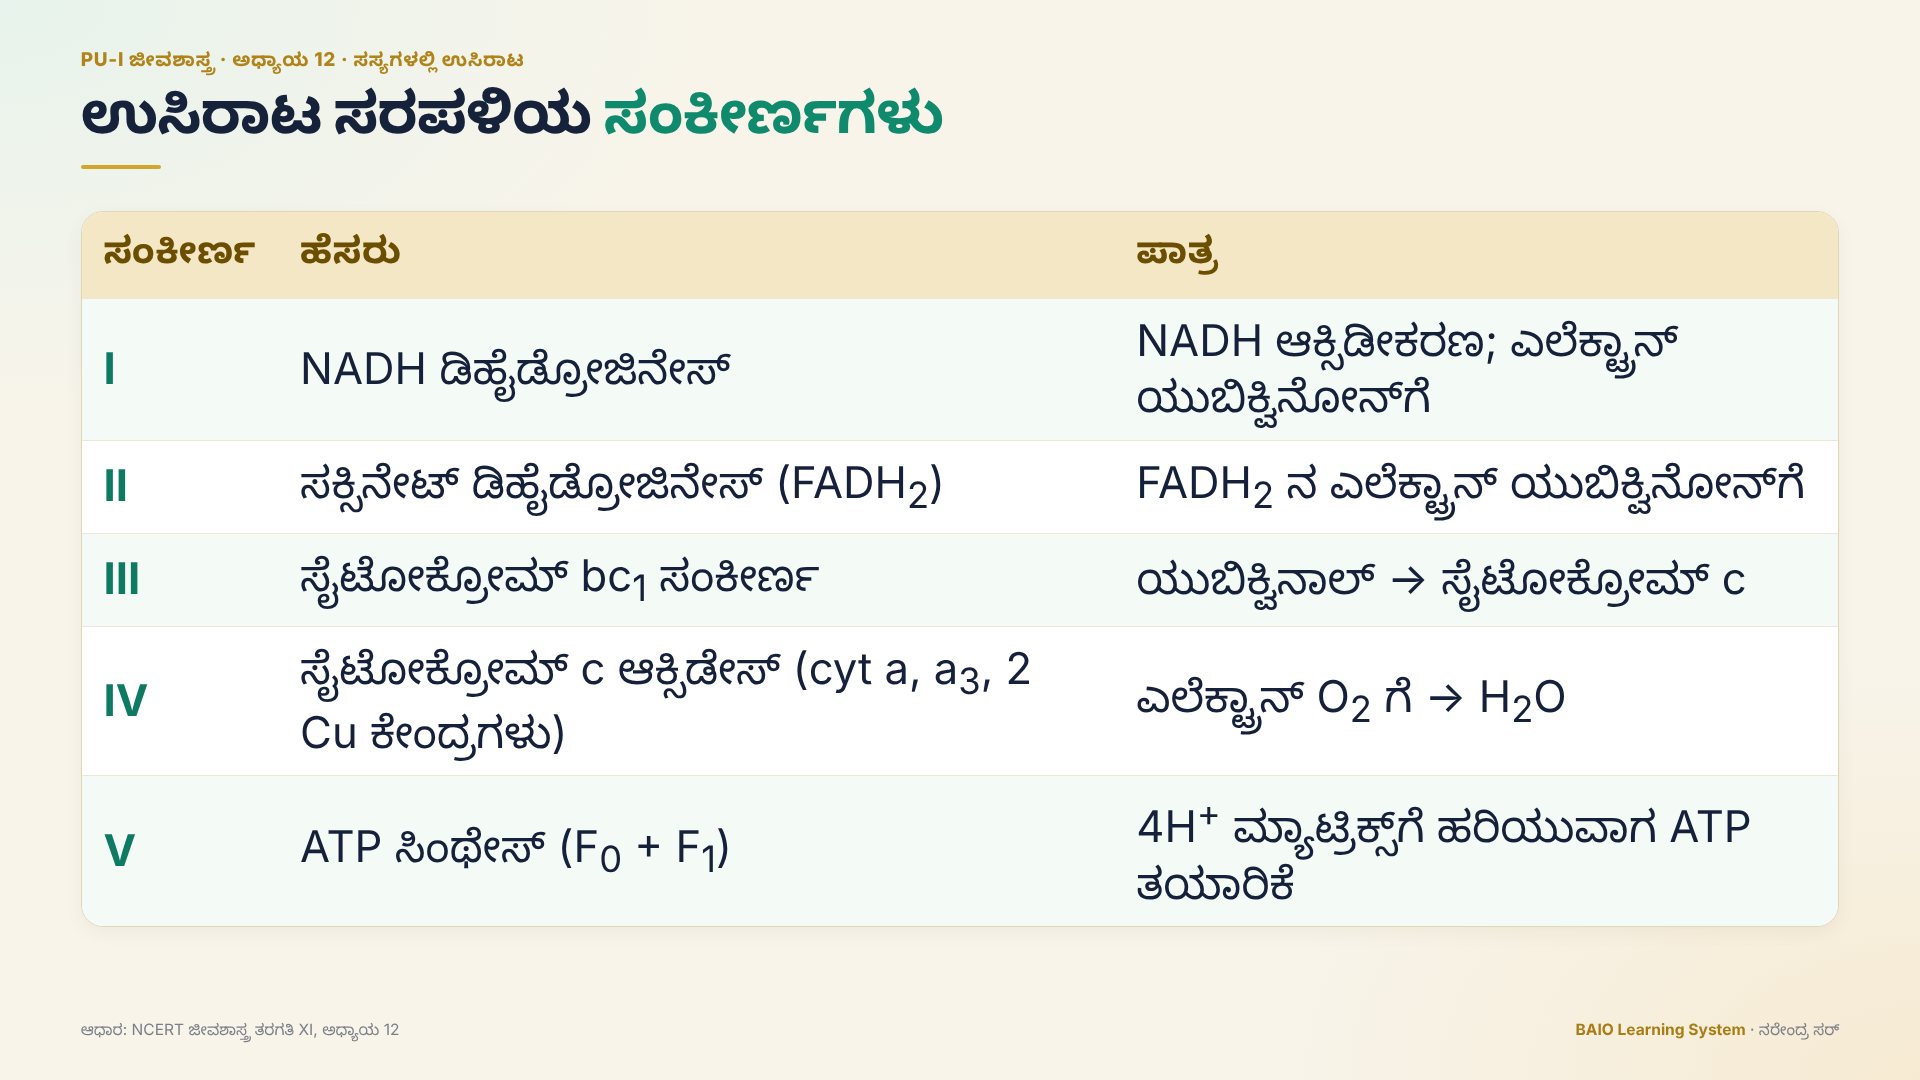 PU-I ಜೀವಶಾಸ್ತ್ರ · ಅಧ್ಯಾಯ 12 · ಸಸ್ಯಗಳಲ್ಲಿ ಉಸಿರಾಟ
ಉಸಿರಾಟ ಸರಪಳಿಯ ಸಂಕೀರ್ಣಗಳು
ಸಂಕೀರ್ಣ ಹೆಸರು ಪಾತ್ರ
I NADH ಡಿಹೈಡ್ರೋಜಿನೇಸ್ NADH ಆಕ್ಸಿಡೀಕರಣ; ಎಲೆಕ್ಟ್ರಾನ್
ಯುಬಿಕ್ವಿನೋನ್‌ಗೆ
II ಸಕ್ಸಿನೇಟ್ ಡಿಹೈಡ್ರೋಜಿನೇಸ್ (FADH₂) FADH₂ ನ ಎಲೆಕ್ಟ್ರಾನ್ ಯುಬಿಕ್ವಿನೋನ್‌ಗೆ
III ಸೈಟೋಕ್ರೋಮ್ bc₁ ಸಂಕೀರ್ಣ ಯುಬಿಕ್ವಿನಾಲ್ → ಸೈಟೋಕ್ರೋಮ್ c
IV ಸೈಟೋಕ್ರೋಮ್ c ಆಕ್ಸಿಡೇಸ್ (cyt a, a₃, 2
Cu ಕೇಂದ್ರಗಳು) ಎಲೆಕ್ಟ್ರಾನ್ O₂ ಗೆ → H₂O
V ATP ಸಿಂಥೇಸ್ (F₀ + F₁) 4H⁺ ಮ್ಯಾಟ್ರಿಕ್ಸ್‌ಗೆ ಹರಿಯುವಾಗ ATP
ತಯಾರಿಕೆ
ಆಧಾರ: NCERT ಜೀವಶಾಸ್ತ್ರ ತರಗತಿ XI, ಅಧ್ಯಾಯ 12
BAIO Learning System · ನರೇಂದ್ರ ಸರ್